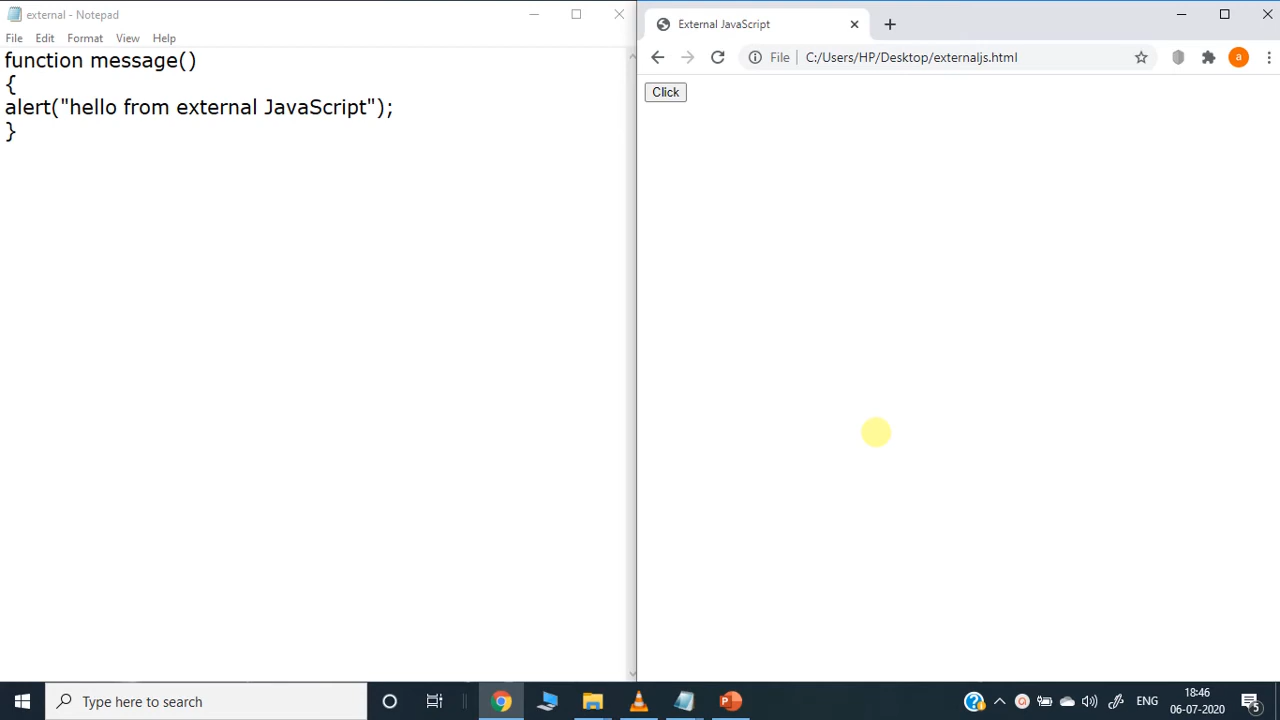 external - Notepad
File Edit Format View Help
function message()
{
alert("hello from external JavaScript");
}
External JavaScript
File C:/Users/HP/Desktop/externaljs.html
a
Click
Type here to search
ENG
18:46
06-07-2020
5